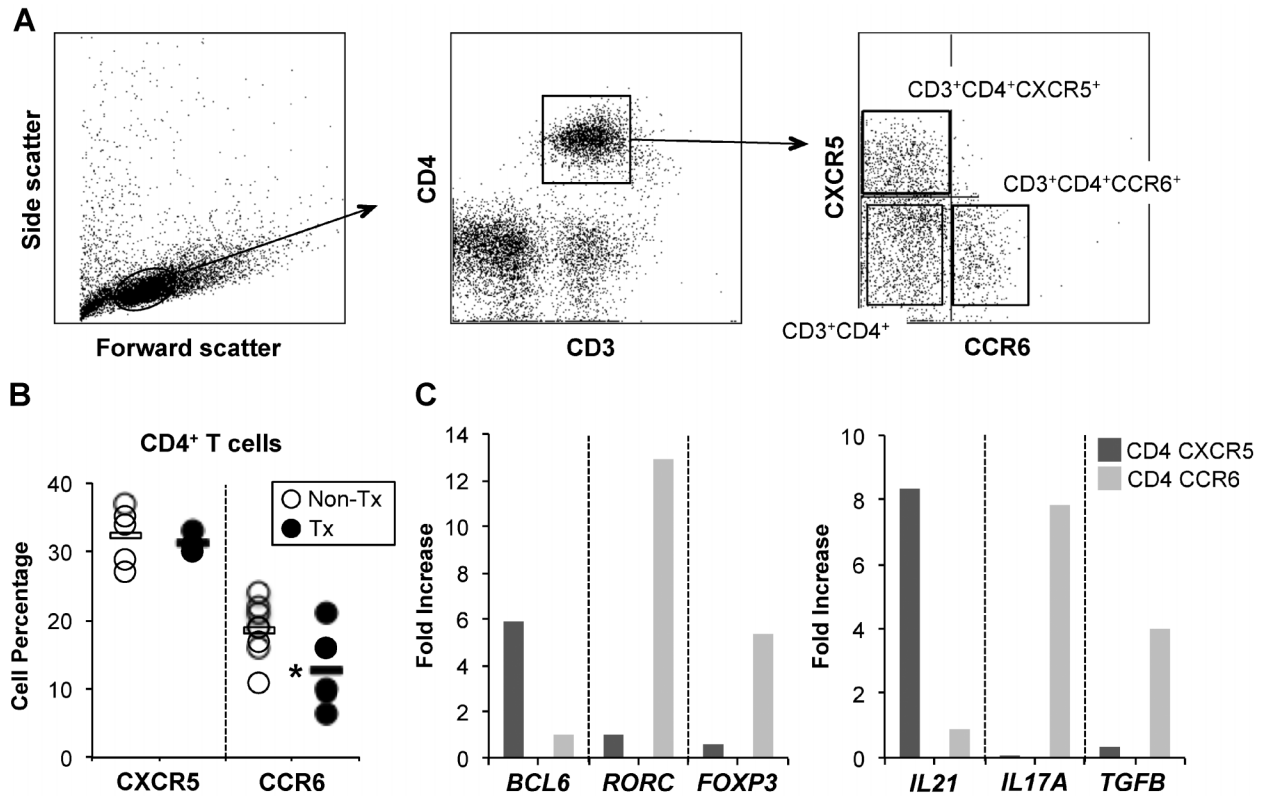 A
Side scatter
Forward scatter
CD4
CD3
CXCR5
CD3⁺CD4⁺CXCR5⁺
CD3⁺CD4⁺CCR6⁺
CD3⁺CD4⁺
CCR6
B
CD4⁺ T cells
Cell Percentage
40
30
20
10
0
Non-Tx
Tx
*
CXCR5
CCR6
C
Fold Increase
14
12
10
8
6
4
2
0
BCL6
RORC
FOXP3
Fold Increase
10
8
6
4
2
0
CD4 CXCR5
CD4 CCR6
IL21
IL17A
TGFB